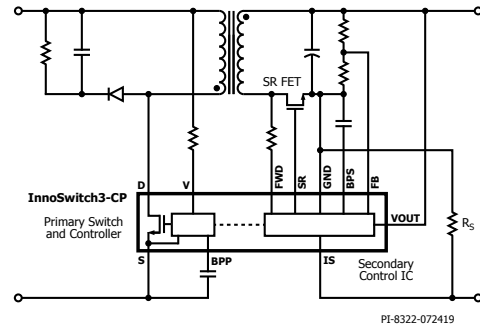 SR FET
D
V
FWD
SR
GND
BPS
FB
InnoSwitch3-CP
VOUT
Primary Switch
and Controller
RS
S
BPP
IS
Secondary
Control IC
PI-8322-072419